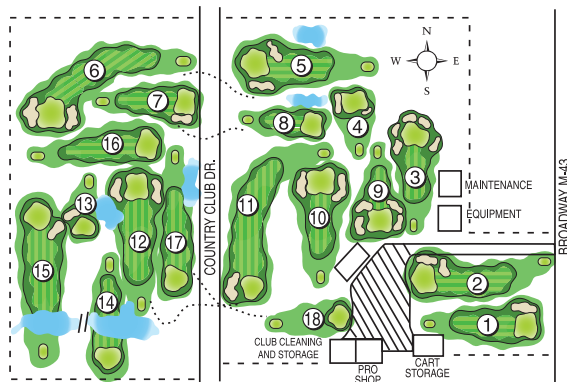 N
W E
S
6
5
7
4
8
16
3
9
13
11
10
MAINTENANCE
12
17
EQUIPMENT
15
COUNTRY CLUB DR.
BROADWAY M-43
14
2
18
1
CLUB CLEANING
AND STORAGE
PRO
SHOP
CART
STORAGE